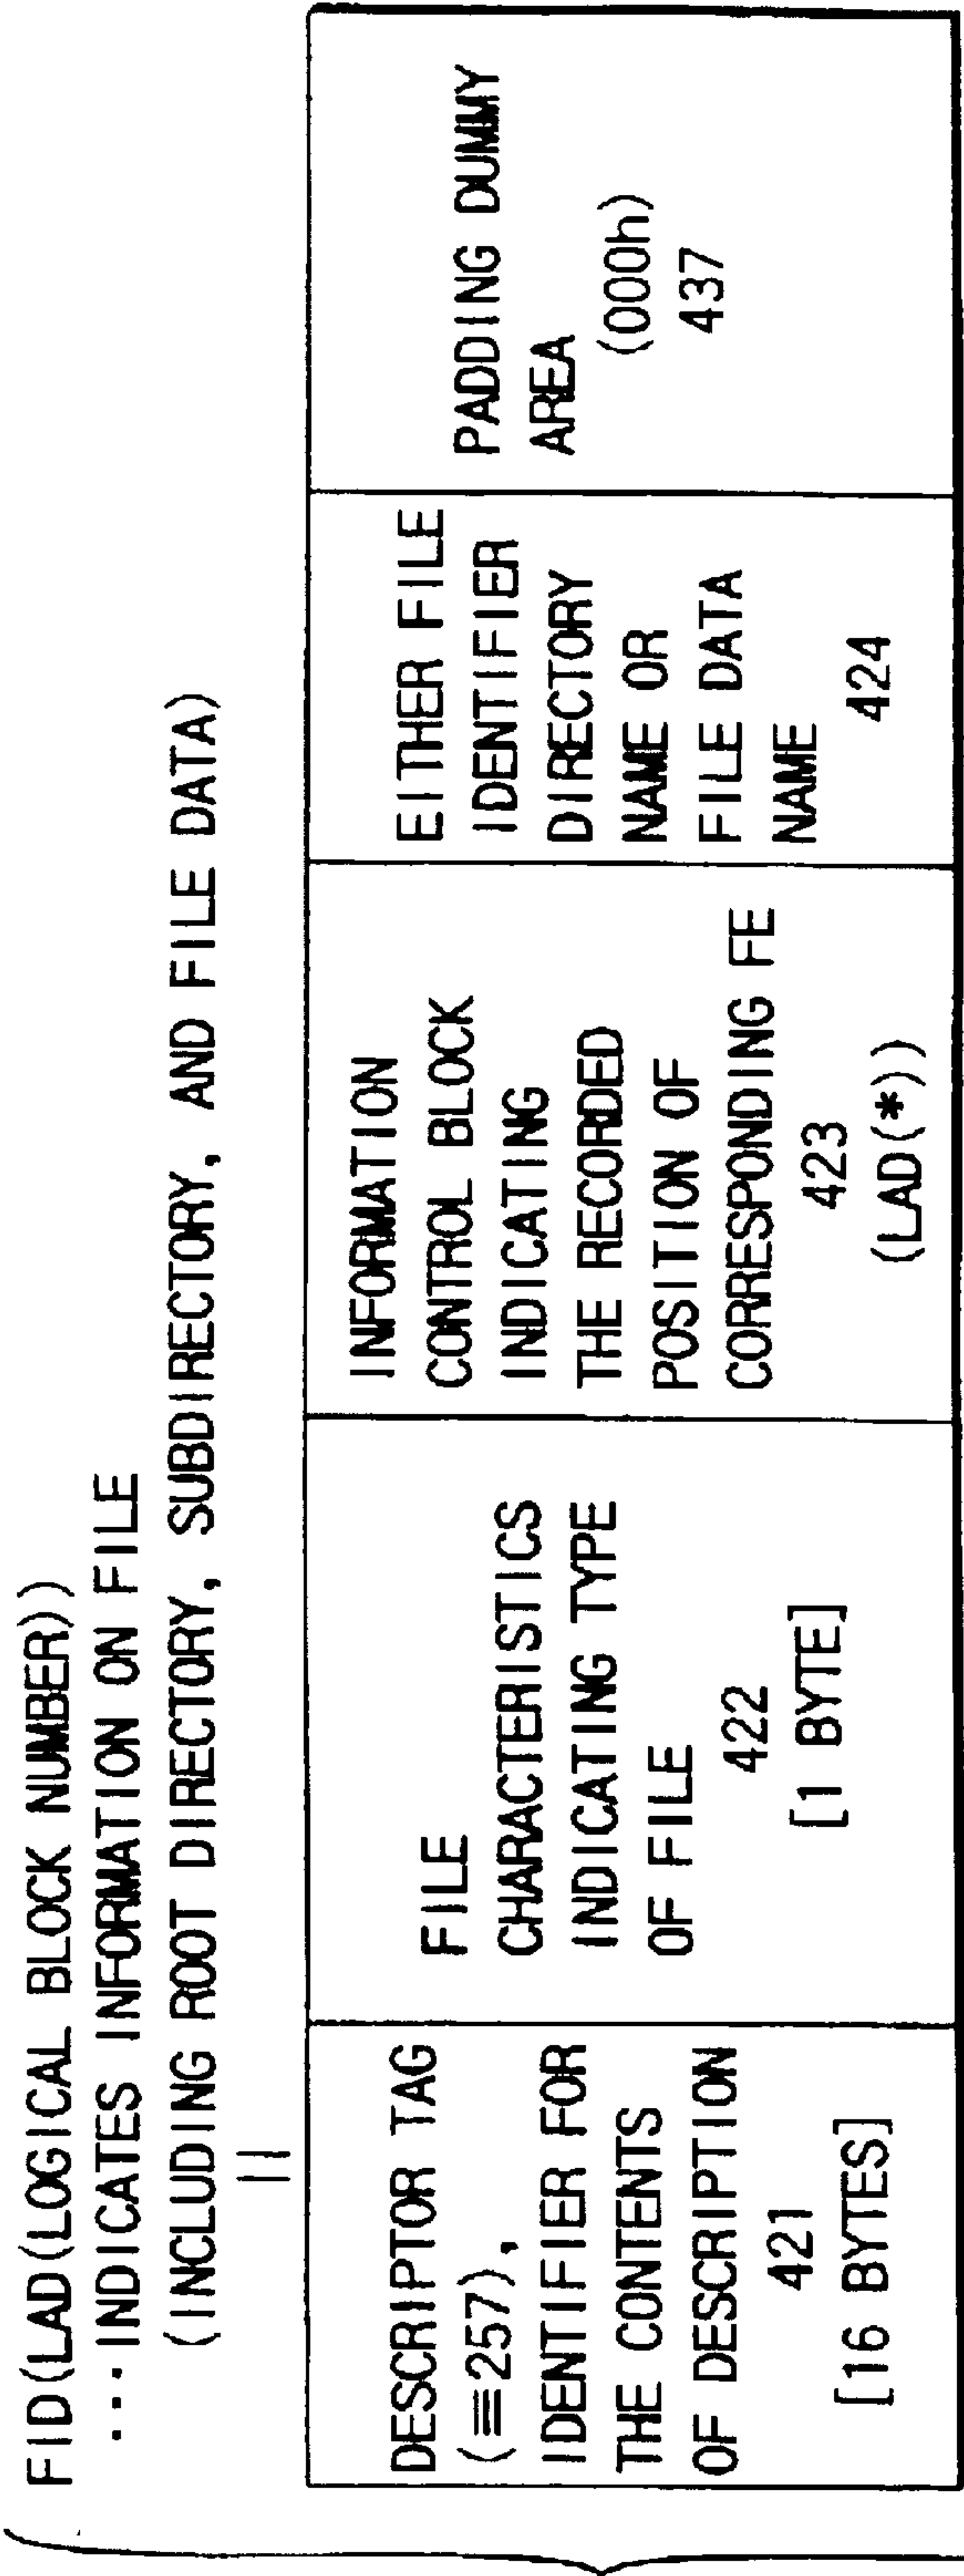 FID(LAD(LOGICAL BLOCK NUMBER))
···INDICATES INFORMATION ON FILE
(INCLUDING ROOT DIRECTORY, SUBDIRECTORY, AND FILE DATA)
||
DESCRIPTOR TAG
(≡257),
IDENTIFIER FOR
THE CONTENTS
OF DESCRIPTION
421
[16 BYTES]
FILE
CHARACTERISTICS
INDICATING TYPE
OF FILE
422
[1 BYTE]
INFORMATION
CONTROL BLOCK
INDICATING
THE RECORDED
POSITION OF
CORRESPONDING FE
423
(LAD(*))
EITHER FILE
IDENTIFIER
DIRECTORY
NAME OR
FILE DATA
NAME
424
PADDING DUMMY
AREA
(000h)
437